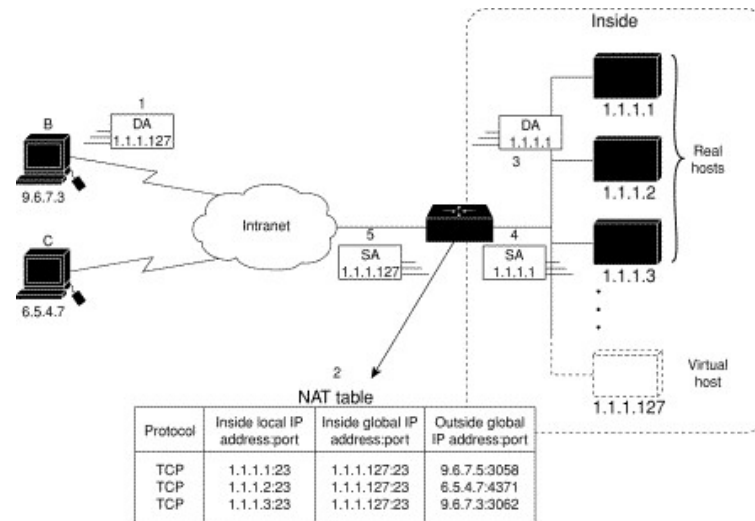 Inside
1
B
DA
1.1.1.127
9.6.7.3
C
6.5.4.7
Intranet
5
SA
1.1.1.127
DA
1.1.1.1
3
4
SA
1.1.1.1
1.1.1.1
1.1.1.2
1.1.1.3
Real
hosts
Virtual
host
1.1.1.127
2
NAT table
Protocol Inside local IP address:port Inside global IP address:port Outside global IP address:port
TCP 1.1.1.1:23 1.1.1.127:23 9.6.7.5:3058
TCP 1.1.1.2:23 1.1.1.127:23 6.5.4.7:4371
TCP 1.1.1.3:23 1.1.1.127:23 9.6.7.3:3062